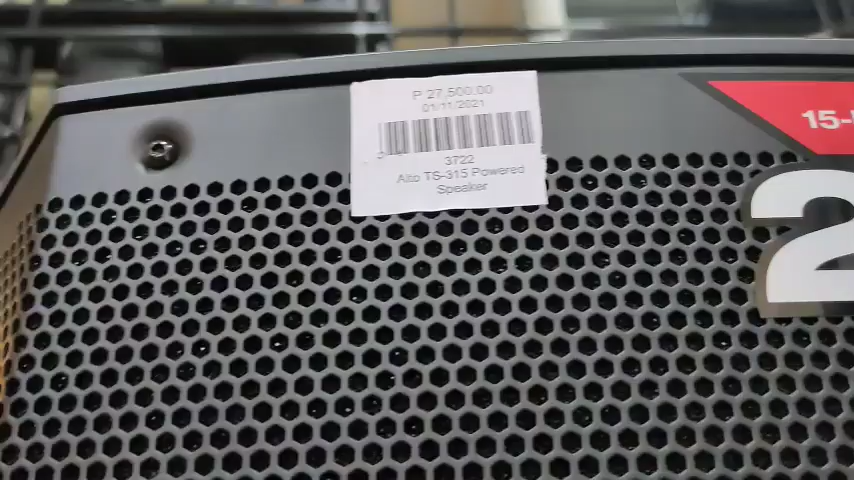 P 27,500.00
01/11/2021
3722
Alto TS-315 Powered
Speaker
15-
2